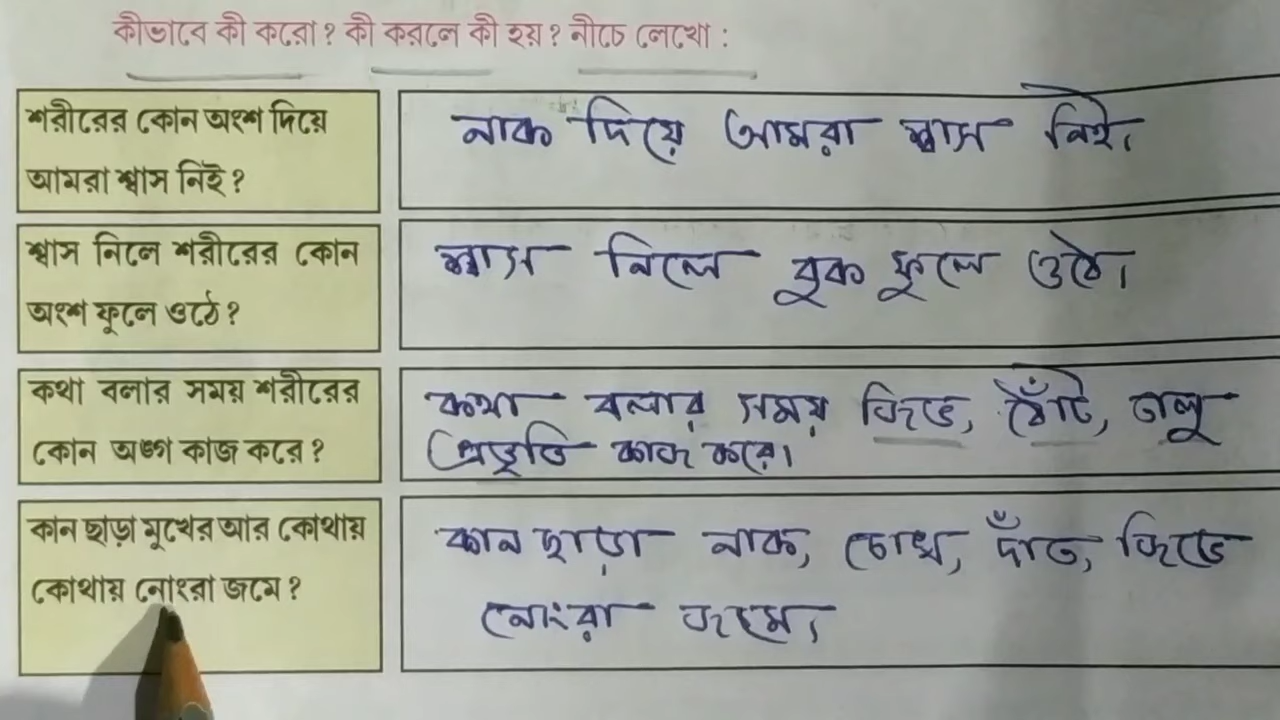 কীভাবে কী করো? কী করলে কী হয়? নীচে লেখো :
শরীরের কোন অংশ দিয়ে
আমরা শ্বাস নিই?
নাক দিয়ে আমরা শ্বাস নিই।
শ্বাস নিলে শরীরের কোন
অংশ ফুলে ওঠে?
শ্বাস নিলে বুক ফুলে ওঠে।
কথা বলার সময় শরীরের
কোন অঙ্গ কাজ করে?
কথা বলার সময় জিভ, ঠোঁট, তালু
প্রভৃতি কাজ করে।
কান ছাড়া মুখের আর কোথায়
কোথায় নোংরা জমে?
কান ছাড়া নাক, চোখ, দাঁত, জিভে
নোংরা জমে।